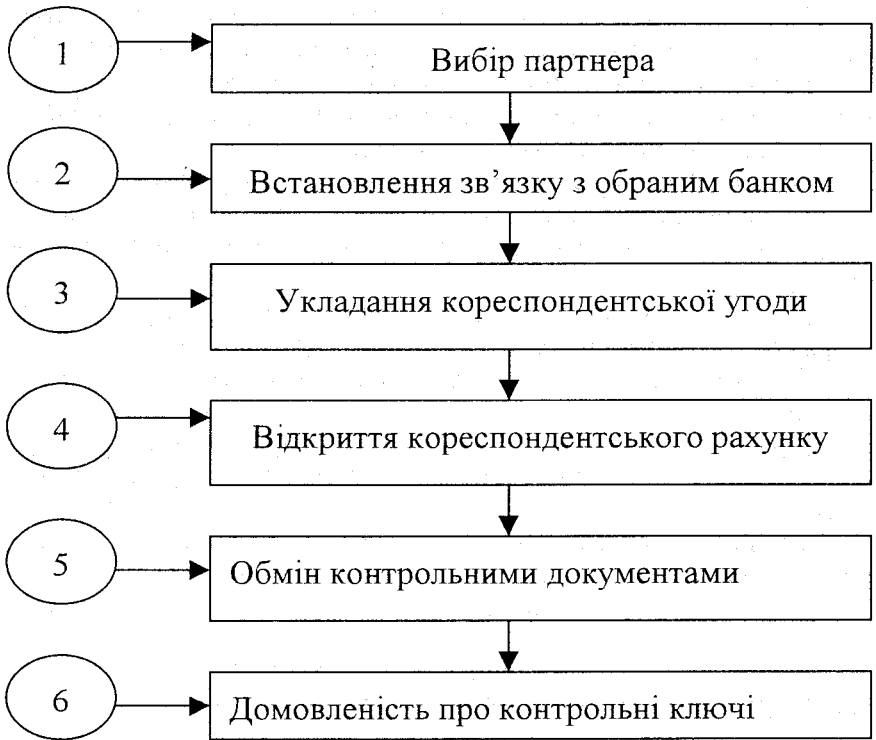 1
Вибір партнера
2
Встановлення зв’язку з обраним банком
3
Укладання кореспондентської угоди
4
Відкриття кореспондентського рахунку
5
Обмін контрольними документами
6
Домовленість про контрольні ключі